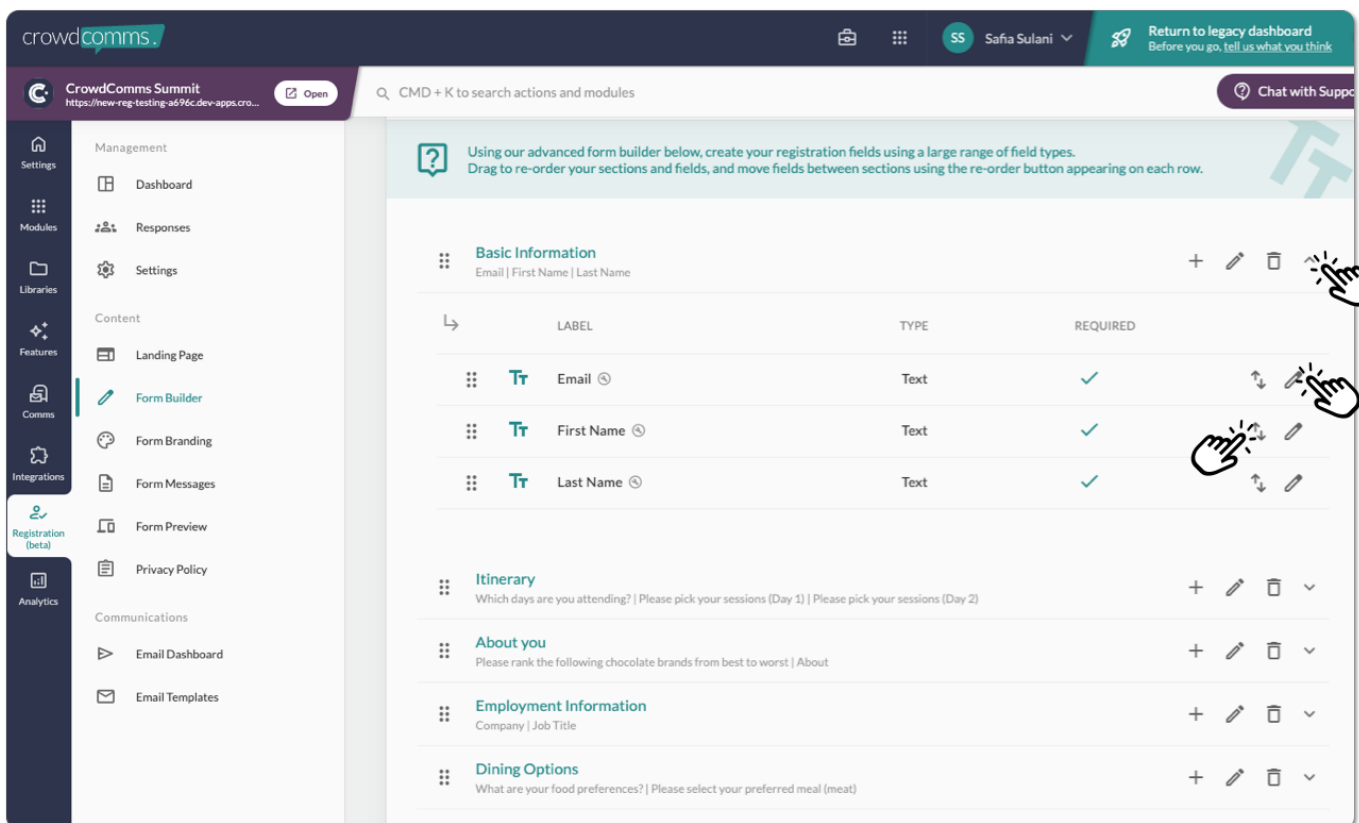 crowdcomms.
SS
Safia Sulani
Return to legacy dashboard
Before you go, tell us what you think
CrowdComms Summit
https://new-reg-testing-a696c.dev-apps.cro...
Open
CMD + K to search actions and modules
Chat with Suppo
Settings
Modules
Libraries
Features
Comms
Integrations
Registration
(beta)
Analytics
Management
Dashboard
Responses
Settings
Content
Landing Page
Form Builder
Form Branding
Form Messages
Form Preview
Privacy Policy
Communications
Email Dashboard
Email Templates
Using our advanced form builder below, create your registration fields using a large range of field types.
Drag to re-order your sections and fields, and move fields between sections using the re-order button appearing on each row.
Basic Information
Email | First Name | Last Name
LABEL TYPE REQUIRED
Email Text
First Name Text
Last Name Text
Itinerary
Which days are you attending? | Please pick your sessions (Day 1) | Please pick your sessions (Day 2)
About you
Please rank the following chocolate brands from best to worst | About
Employment Information
Company | Job Title
Dining Options
What are your food preferences? | Please select your preferred meal (meat)